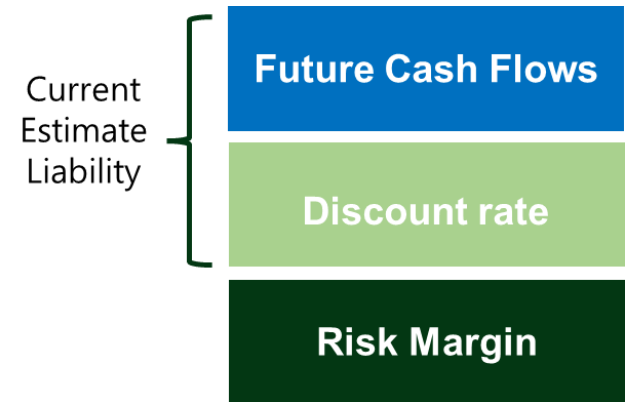 Current
Estimate
Liability
Future Cash Flows
Discount rate
Risk Margin